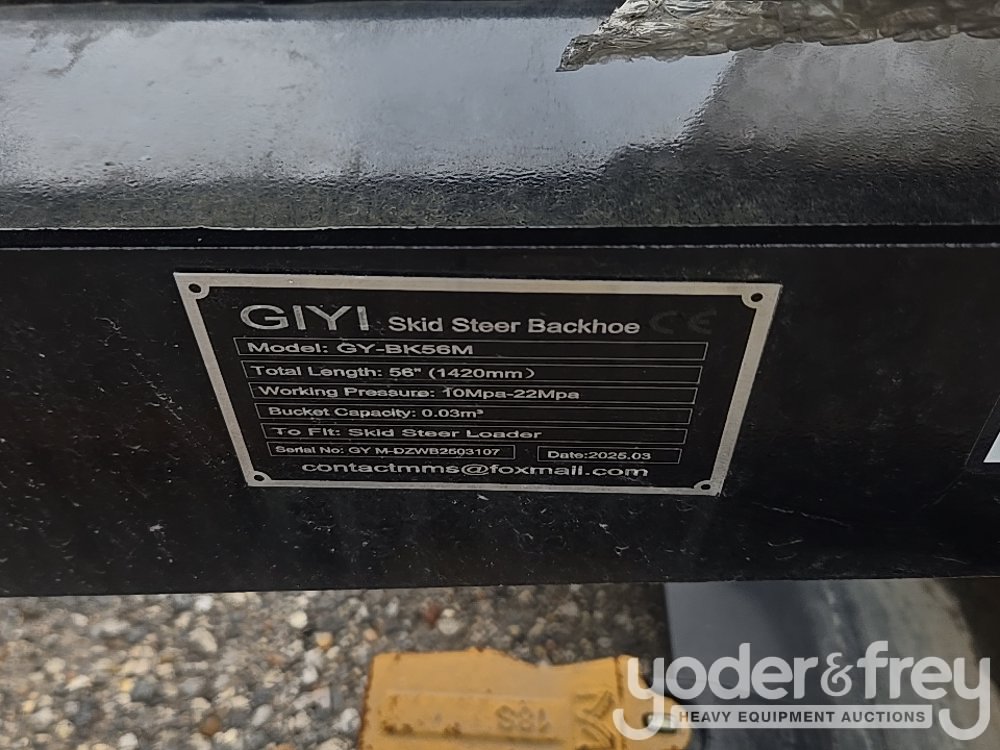 GIYI Skid Steer Backhoe CE
Model: GY-BK56M
Total Length: 56" (1420mm)
Working Pressure: 10Mpa-22Mpa
Bucket Capacity: 0.03m³
To Fit: Skid Steer Loader
Serial No: GY M-DZWB2503107 Date:2025.03
contactmms@foxmail.com
18S
yoder&frey
HEAVY EQUIPMENT AUCTIONS